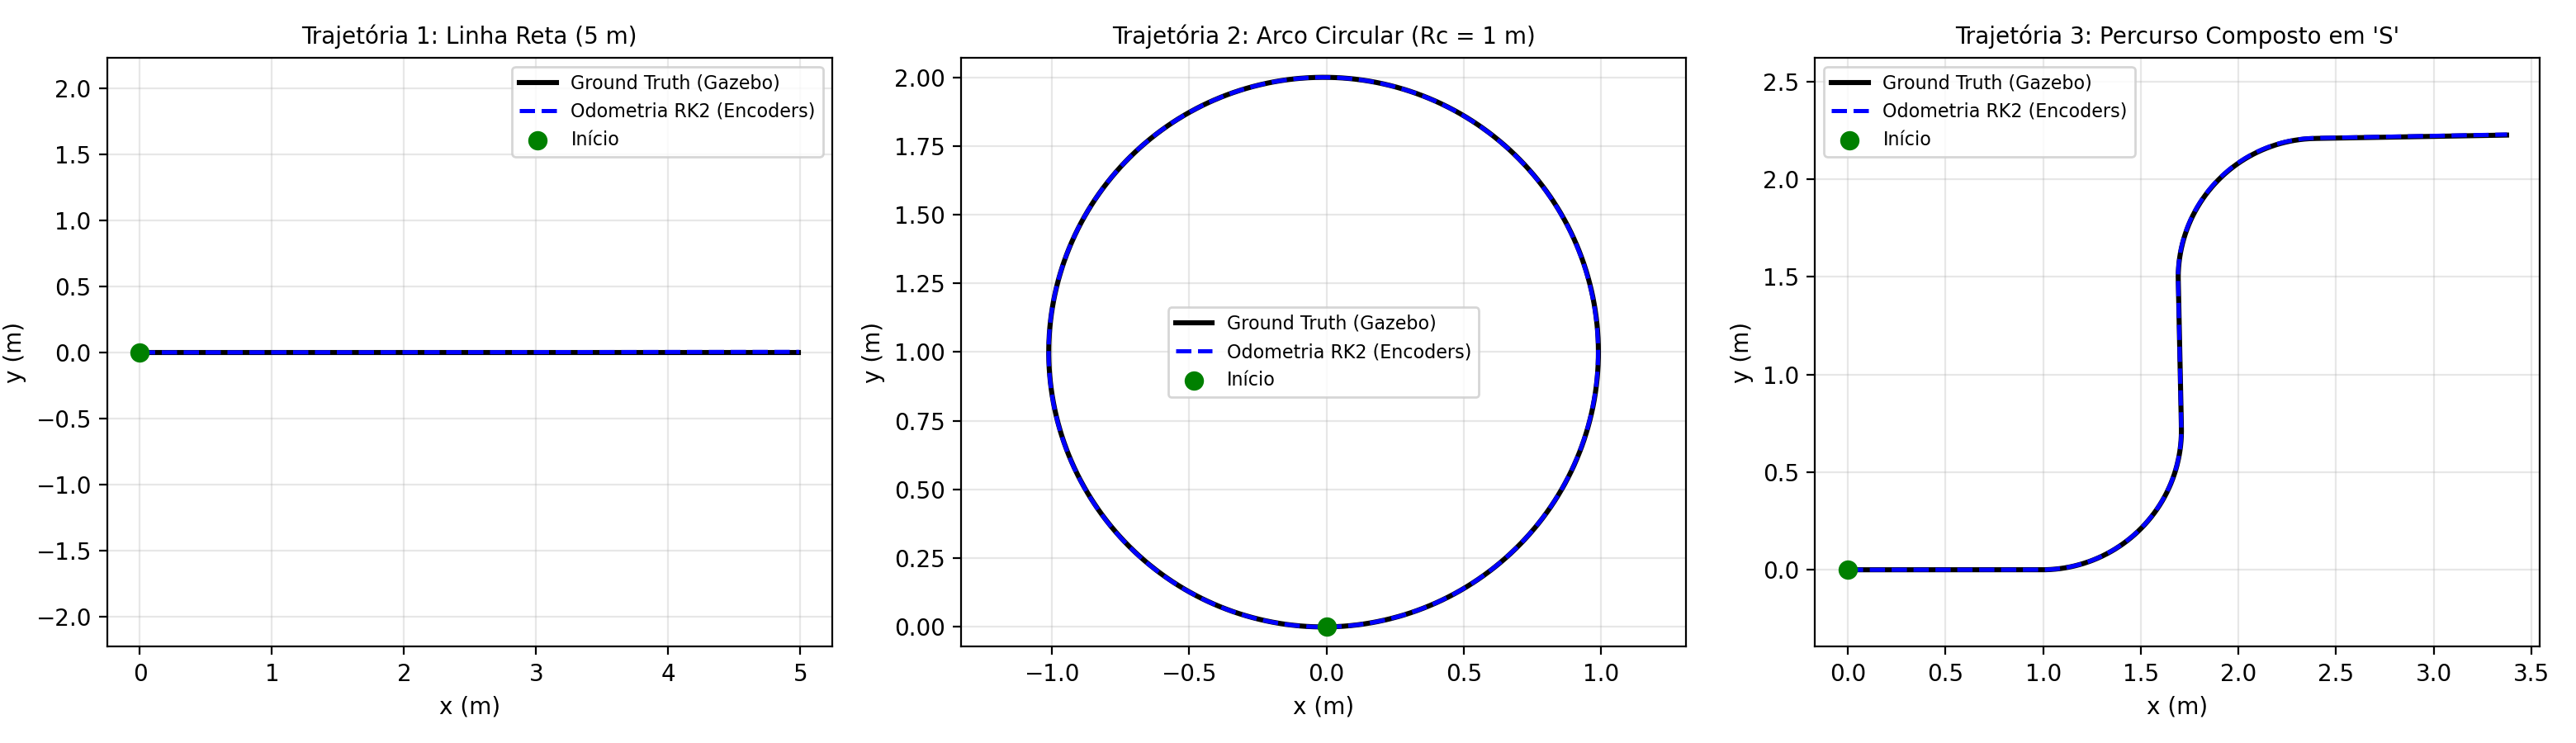 Trajetória 1: Linha Reta (5 m)
Ground Truth (Gazebo)
Odometria RK2 (Encoders)
Início
2.0
1.5
1.0
0.5
0.0
−0.5
−1.0
−1.5
−2.0
y (m)
0 1 2 3 4 5
x (m)
Trajetória 2: Arco Circular (Rc = 1 m)
2.00
1.75
1.50
1.25
1.00
0.75
0.50
0.25
0.00
y (m)
Ground Truth (Gazebo)
Odometria RK2 (Encoders)
Início
−1.0 −0.5 0.0 0.5 1.0
x (m)
Trajetória 3: Percurso Composto em 'S'
Ground Truth (Gazebo)
Odometria RK2 (Encoders)
Início
2.5
2.0
1.5
1.0
0.5
0.0
y (m)
0.0 0.5 1.0 1.5 2.0 2.5 3.0 3.5
x (m)